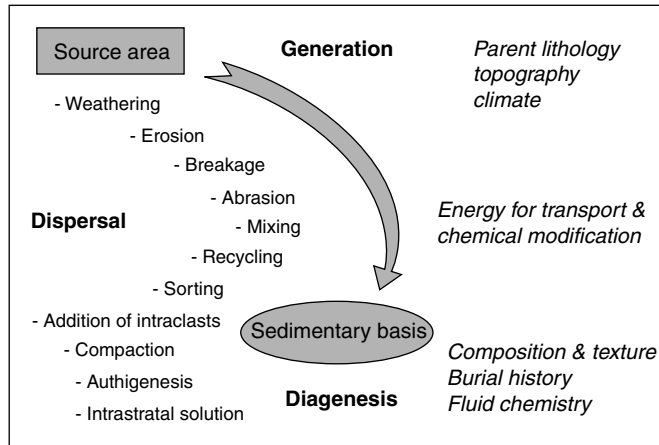 Source area
Generation
Parent lithology
topography
climate
- Weathering
- Erosion
- Breakage
- Abrasion
Dispersal
- Mixing
Energy for transport &
chemical modification
- Recycling
- Sorting
- Addition of intraclasts
Sedimentary basis
- Compaction
- Authigenesis
- Intrastratal solution
Diagenesis
Composition & texture
Burial history
Fluid chemistry